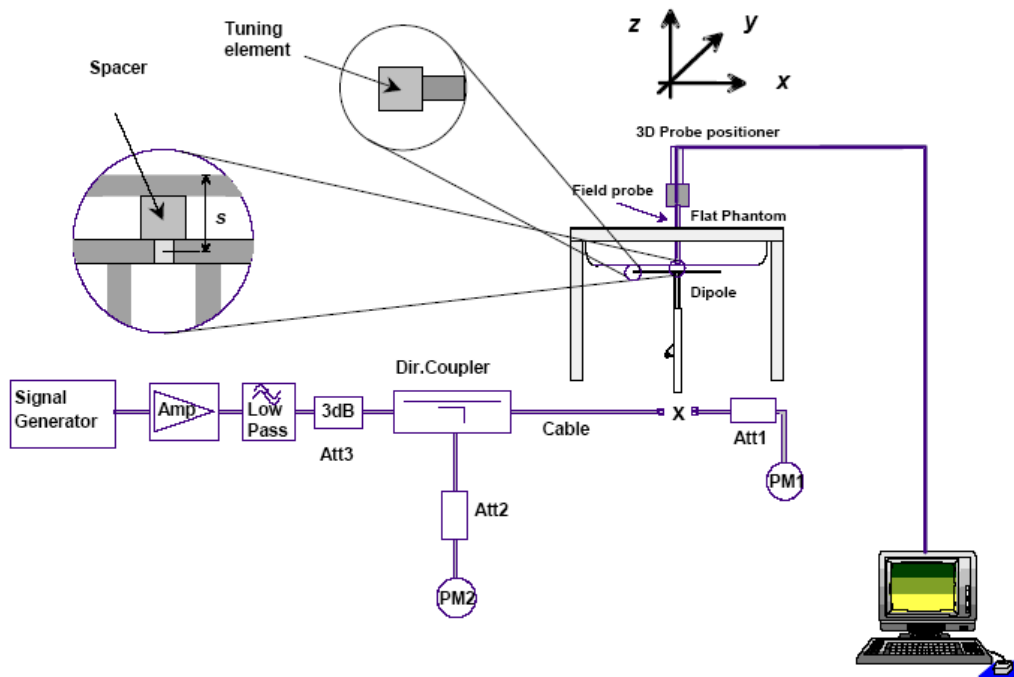 Tuning
element
Spacer
s
z
y
x
3D Probe positioner
Field probe
Flat Phantom
Dipole
Dir.Coupler
Signal
Generator
Amp
Low
Pass
3dB
Att3
Cable
X
Att1
PM1
Att2
PM2